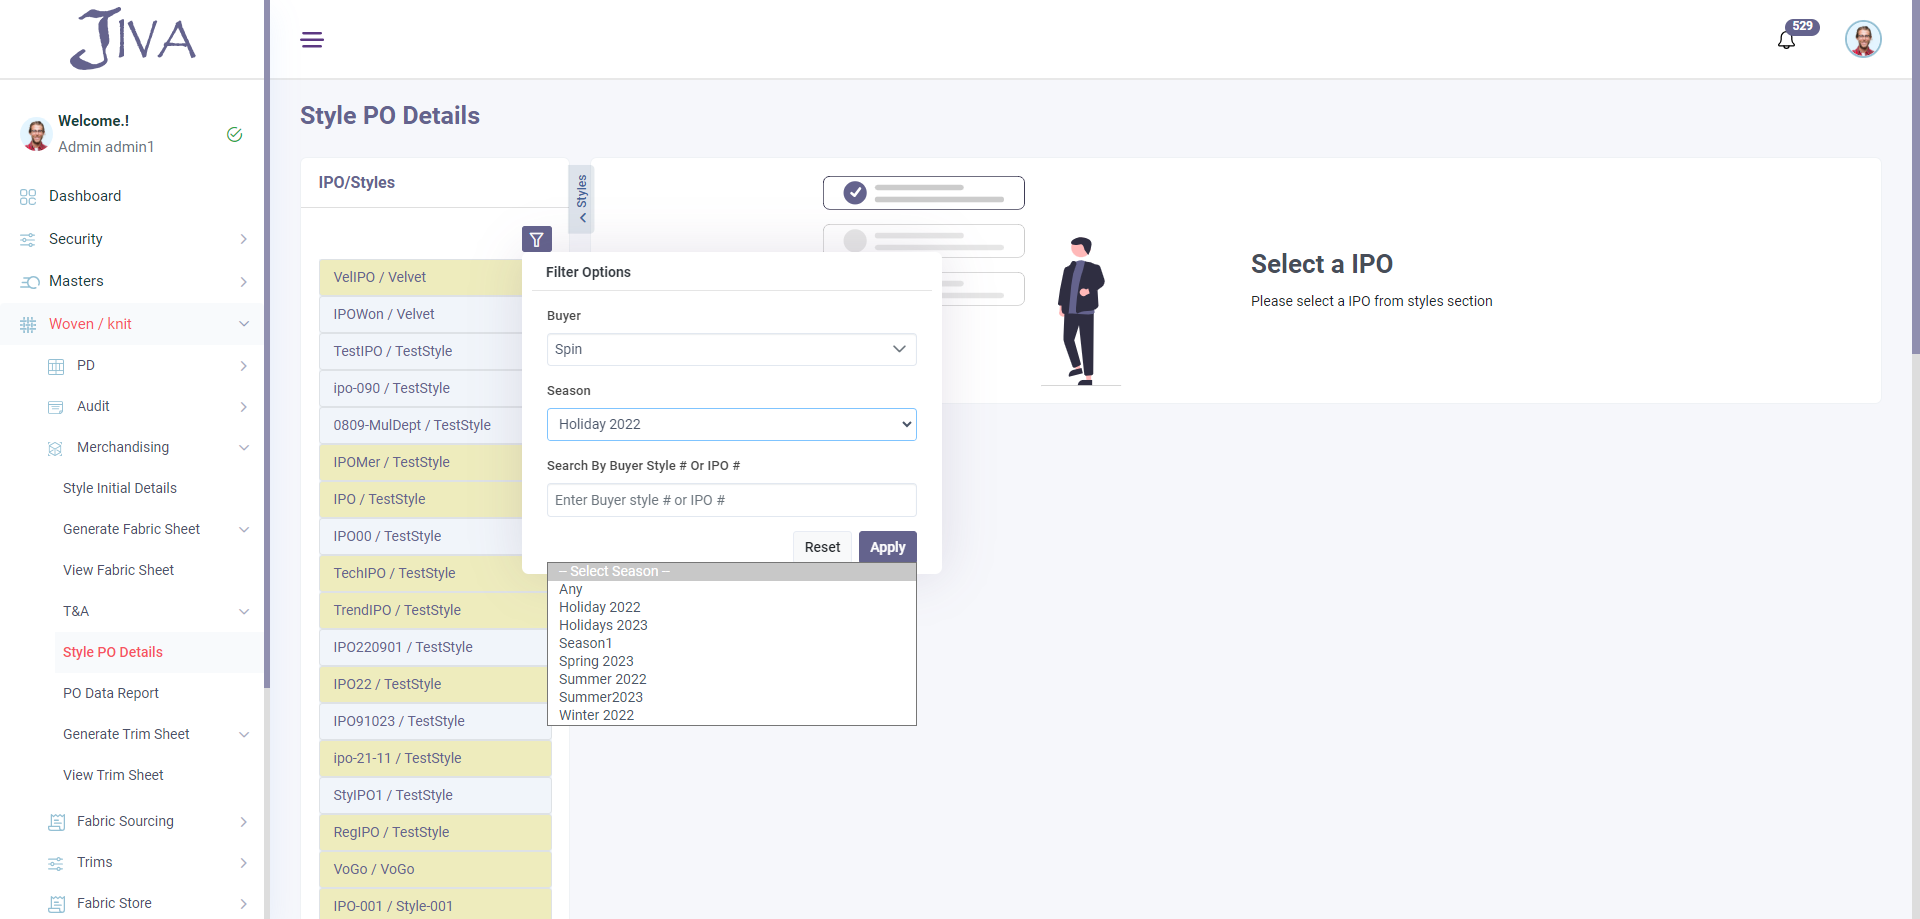 JIVA
529
Welcome.!
Admin admin1
Dashboard
Security
Masters
Woven / knit
PD
Audit
Merchandising
Style Initial Details
Generate Fabric Sheet
View Fabric Sheet
T&A
Style PO Details
PO Data Report
Generate Trim Sheet
View Trim Sheet
Fabric Sourcing
Trims
Fabric Store
Style PO Details
IPO/Styles
Styles
VelIPO / Velvet
IPOWon / Velvet
TestIPO / TestStyle
ipo-090 / TestStyle
0809-MulDept / TestStyle
IPOMer / TestStyle
IPO / TestStyle
IPO00 / TestStyle
TechIPO / TestStyle
TrendIPO / TestStyle
IPO220901 / TestStyle
IPO22 / TestStyle
IPO91023 / TestStyle
ipo-21-11 / TestStyle
StyIPO1 / TestStyle
RegIPO / TestStyle
VoGo / VoGo
IPO-001 / Style-001
Filter Options
Buyer
Spin
Season
Holiday 2022
Search By Buyer Style # Or IPO #
Enter Buyer style # or IPO #
Reset
Apply
-- Select Season --
Any
Holiday 2022
Holidays 2023
Season1
Spring 2023
Summer 2022
Summer2023
Winter 2022
Select a IPO
Please select a IPO from styles section